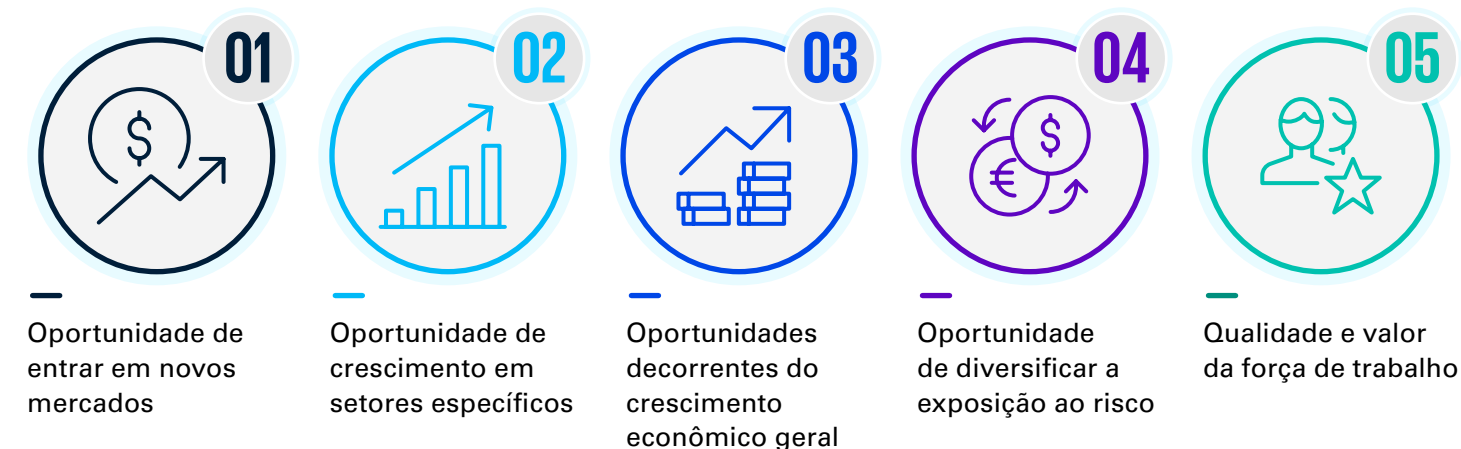 01
Oportunidade de
entrar em novos
mercados
02
Oportunidade de
crescimento em
setores específicos
03
Oportunidades
decorrentes do
crescimento
econômico geral
04
Oportunidade
de diversificar a
exposição ao risco
05
Qualidade e valor
da força de trabalho
$
$
€